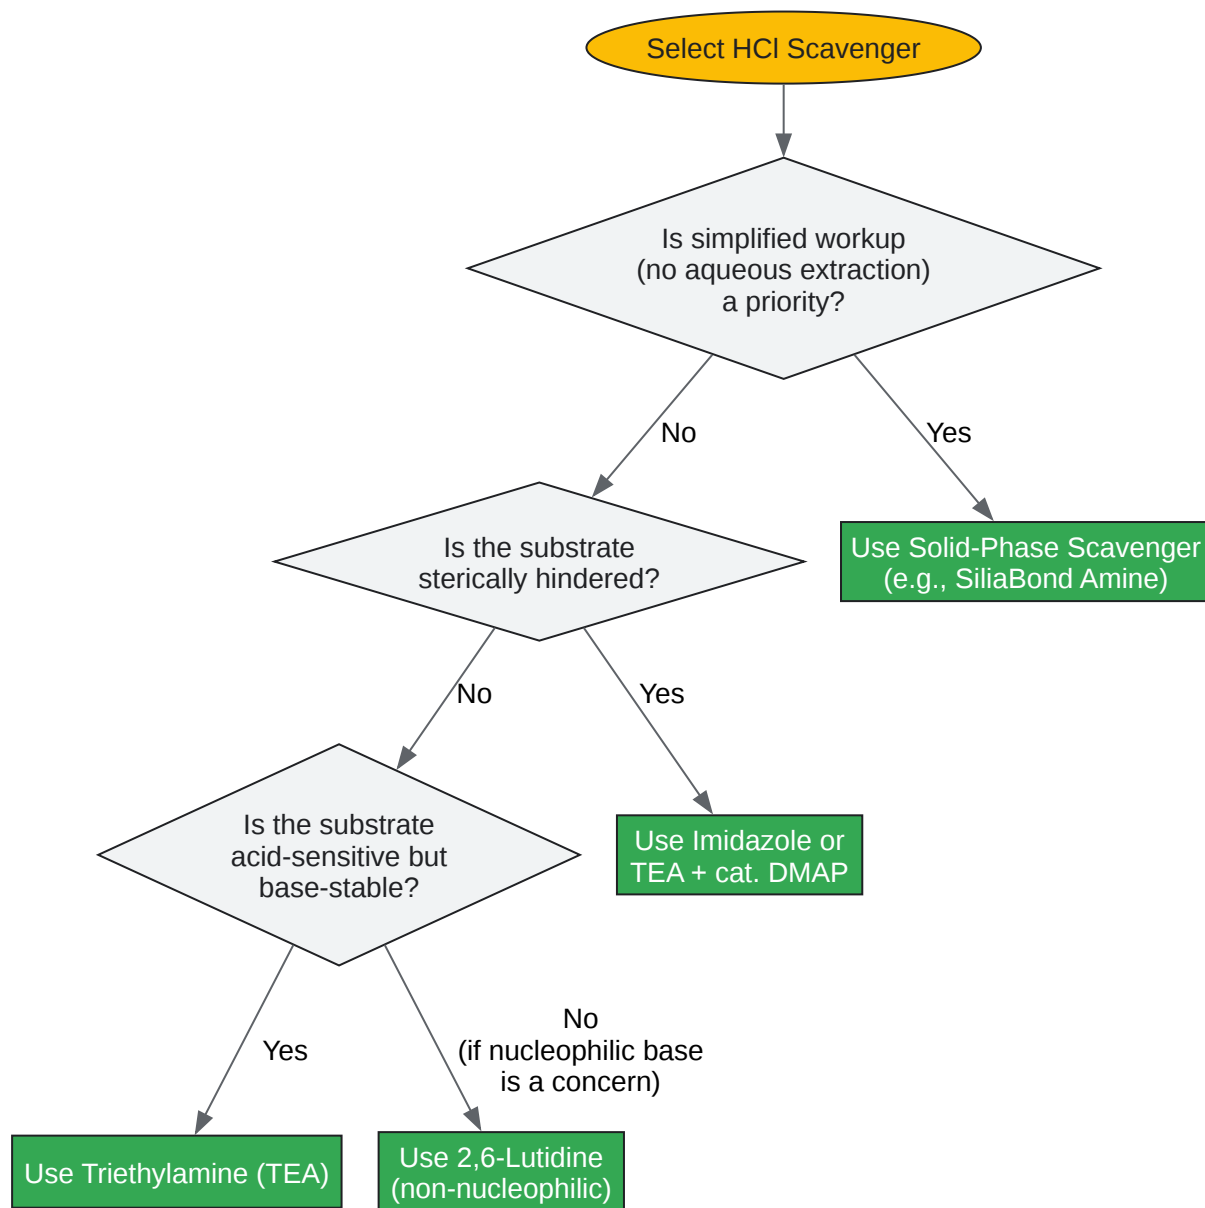 Select HCl Scavenger
Is simplified workup
(no aqueous extraction)
a priority?
No
Yes
Is the substrate
sterically hindered?
Use Solid-Phase Scavenger
(e.g., SiliaBond Amine)
No
Yes
Is the substrate
acid-sensitive but
base-stable?
Use Imidazole or
TEA + cat. DMAP
Yes
No
(if nucleophilic base
is a concern)
Use Triethylamine (TEA)
Use 2,6-Lutidine
(non-nucleophilic)